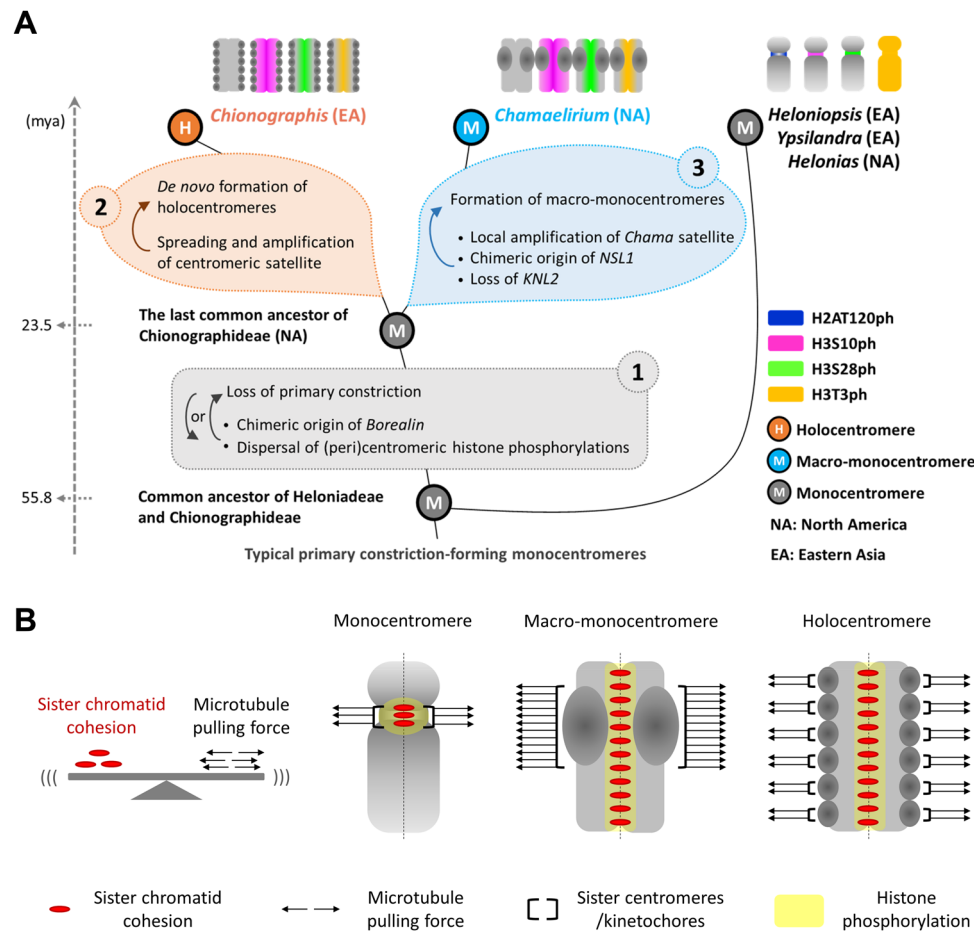 A
(mya)
H
Chionographis (EA)
M
Chamaelirium (NA)
M
Heloniopsis (EA)
Ypsilandra (EA)
Helonias (NA)
2
De novo formation of
holocentromeres
Spreading and amplification
of centromeric satellite
3
Formation of macro-monocentromeres
• Local amplification of Chama satellite
• Chimeric origin of NSL1
• Loss of KNL2
23.5
The last common ancestor of
Chionographideae (NA)
M
1
or
Loss of primary constriction
• Chimeric origin of Borealin
• Dispersal of (peri)centromeric histone phosphorylations
55.8
Common ancestor of Heloniadeae
and Chionographideae
M
Typical primary constriction-forming monocentromeres
H2AT120ph
H3S10ph
H3S28ph
H3T3ph
H Holocentromere
M Macro-monocentromere
M Monocentromere
NA: North America
EA: Eastern Asia
B
Sister chromatid
cohesion
Microtubule
pulling force
Monocentromere
Macro-monocentromere
Holocentromere
Sister chromatid
cohesion
Microtubule
pulling force
Sister centromeres
/kinetochores
Histone
phosphorylation